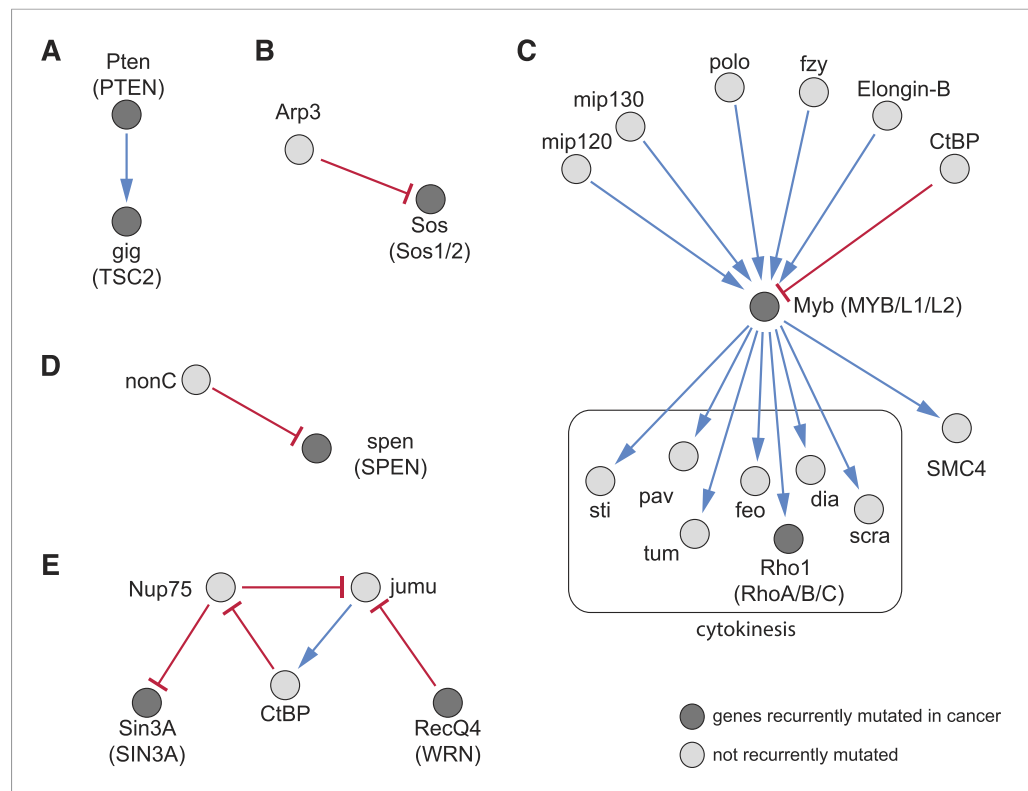 A
Pten
(PTEN)
gig
(TSC2)
B
Arp3
Sos
(Sos1/2)
C
polo
fzy
mip130
Elongin-B
mip120
CtBP
Myb (MYB/L1/L2)
sti
pav
tum
feo
dia
scra
Rho1
(RhoA/B/C)
SMC4
cytokinesis
D
nonC
spen
(SPEN)
E
Nup75
jumu
CtBP
Sin3A
(SIN3A)
RecQ4
(WRN)
genes recurrently mutated in cancer
not recurrently mutated